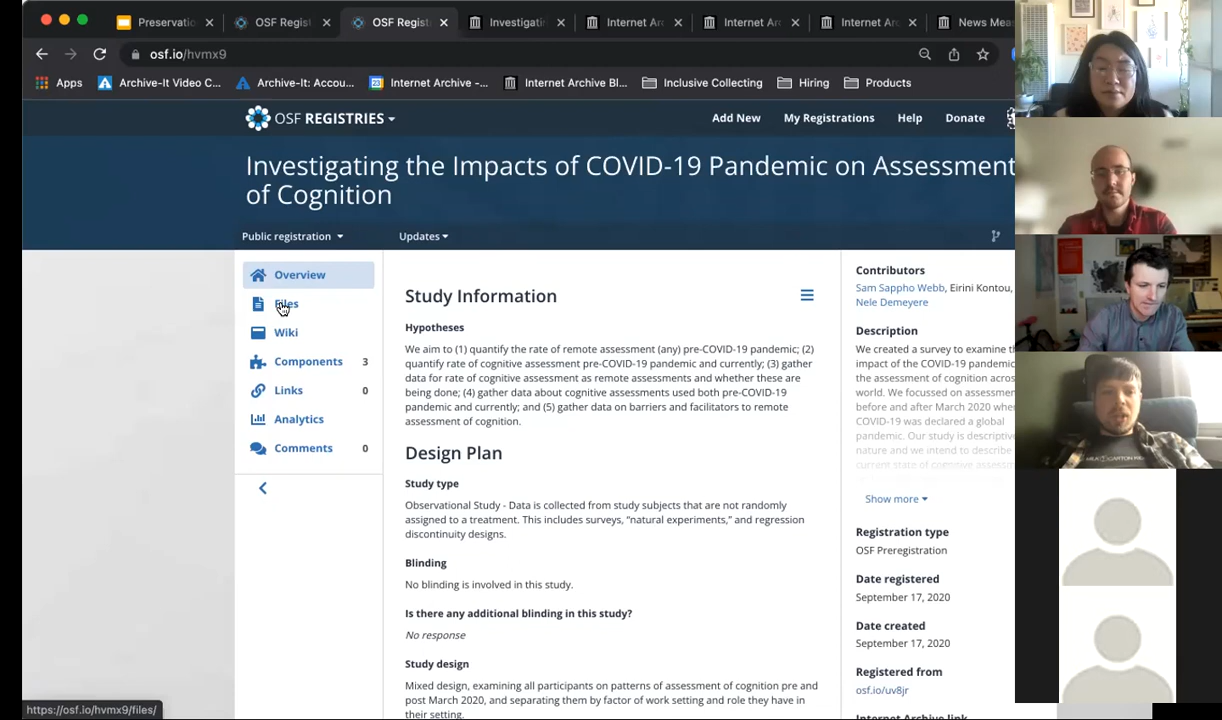 Preservatio
OSF Regist
OSF Regist
Investigatin
Internet Arc
Internet Arc
Internet Arc
News Mea
osf.io/hvmx9
Apps
Archive-It Video C...
Archive-It: Accou...
Internet Archive -...
Internet Archive Bl...
Inclusive Collecting
Hiring
Products
OSF REGISTRIES
Add New
My Registrations
Help
Donate
Investigating the Impacts of COVID-19 Pandemic on Assessment
of Cognition
Public registration
Updates
Overview
Files
Wiki
Components 3
Links 0
Analytics
Comments 0
Study Information
Hypotheses
We aim to (1) quantify the rate of remote assessment (any) pre-COVID-19 pandemic; (2)
quantify rate of cognitive assessment pre-COVID-19 pandemic and currently; (3) gather
data for rate of cognitive assessment as remote assessments and whether these are
being done; (4) gather data about cognitive assessments used both pre-COVID-19
pandemic and currently; and (5) gather data on barriers and facilitators to remote
assessment of cognition.
Design Plan
Study type
Observational Study - Data is collected from study subjects that are not randomly
assigned to a treatment. This includes surveys, “natural experiments,” and regression
discontinuity designs.
Blinding
No blinding is involved in this study.
Is there any additional blinding in this study?
No response
Study design
Mixed design, examining all participants on patterns of assessment of cognition pre and
post March 2020, and separating them by factor of work setting and role they have in
their setting.
Contributors
Sam Sappho Webb, Eirini Kontou,
Nele Demeyere
Description
We created a survey to examine t
impact of the COVID-19 pandemic
the assessment of cognition acros
world. We focussed on assessmen
before and after March 2020 whe
COVID-19 was declared a global
pandemic. Our study is descriptiv
nature and we intend to describe
current state of cognitive assessm
Show more
Registration type
OSF Preregistration
Date registered
September 17, 2020
Date created
September 17, 2020
Registered from
osf.io/uv8jr
Internet Archive link
https://osf.io/hvmx9/files/